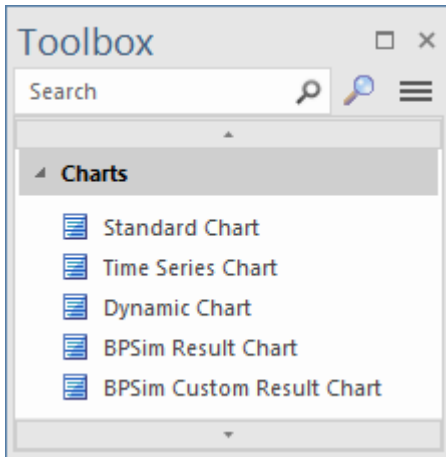 Toolbox
Search
Charts
Standard Chart
Time Series Chart
Dynamic Chart
BPSim Result Chart
BPSim Custom Result Chart